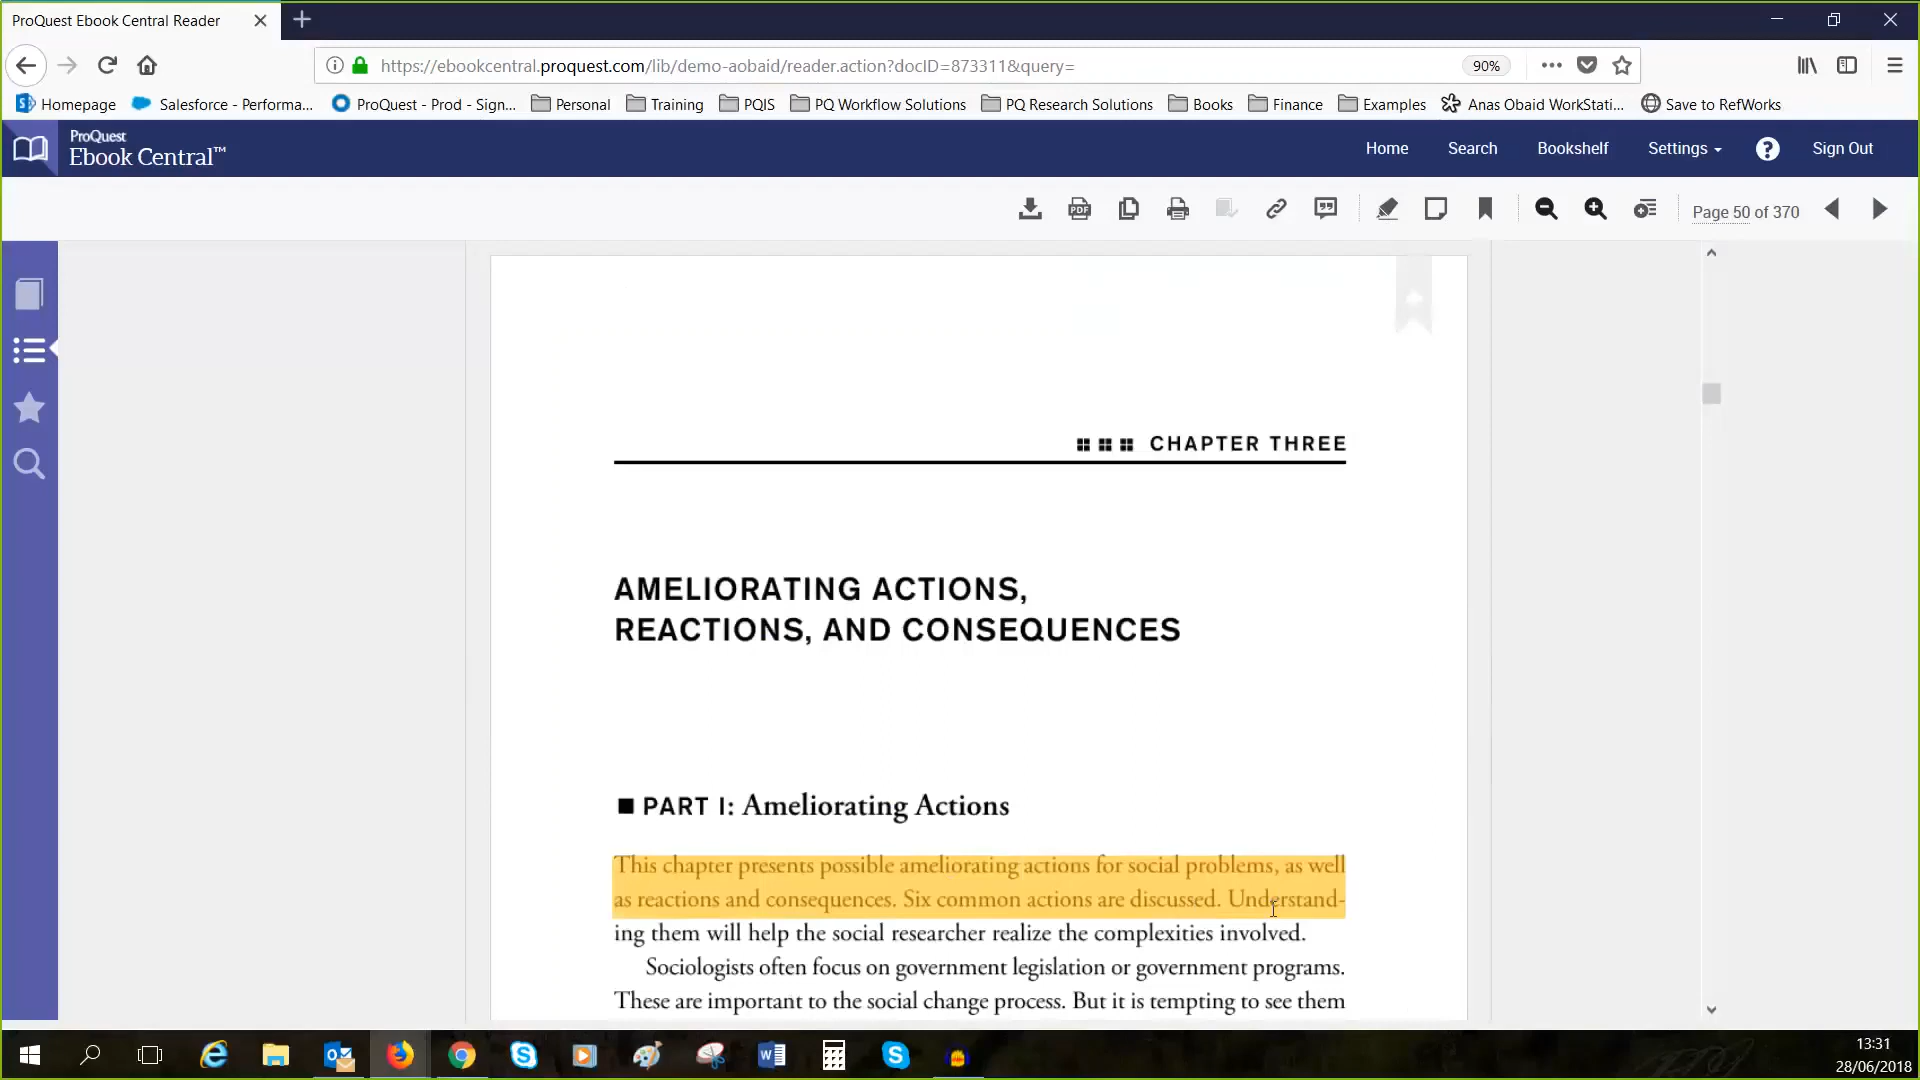 ProQuest Ebook Central Reader
https://ebookcentral.proquest.com/lib/demo-aobaid/reader.action?docID=873311&query=
90%
Homepage
Salesforce - Performa...
ProQuest - Prod - Sign...
Personal
Training
PQIS
PQ Workflow Solutions
PQ Research Solutions
Books
Finance
Examples
Anas Obaid WorkStati...
Save to RefWorks
ProQuest
Ebook Central™
Home
Search
Bookshelf
Settings
?
Sign Out
PDF
Page 50 of 370
CHAPTER THREE
AMELIORATING ACTIONS,
REACTIONS, AND CONSEQUENCES
PART I: Ameliorating Actions
This chapter presents possible ameliorating actions for social problems, as well
as reactions and consequences. Six common actions are discussed. Understand-
ing them will help the social researcher realize the complexities involved.
Sociologists often focus on government legislation or government programs.
These are important to the social change process. But it is tempting to see them
13:31
28/06/2018